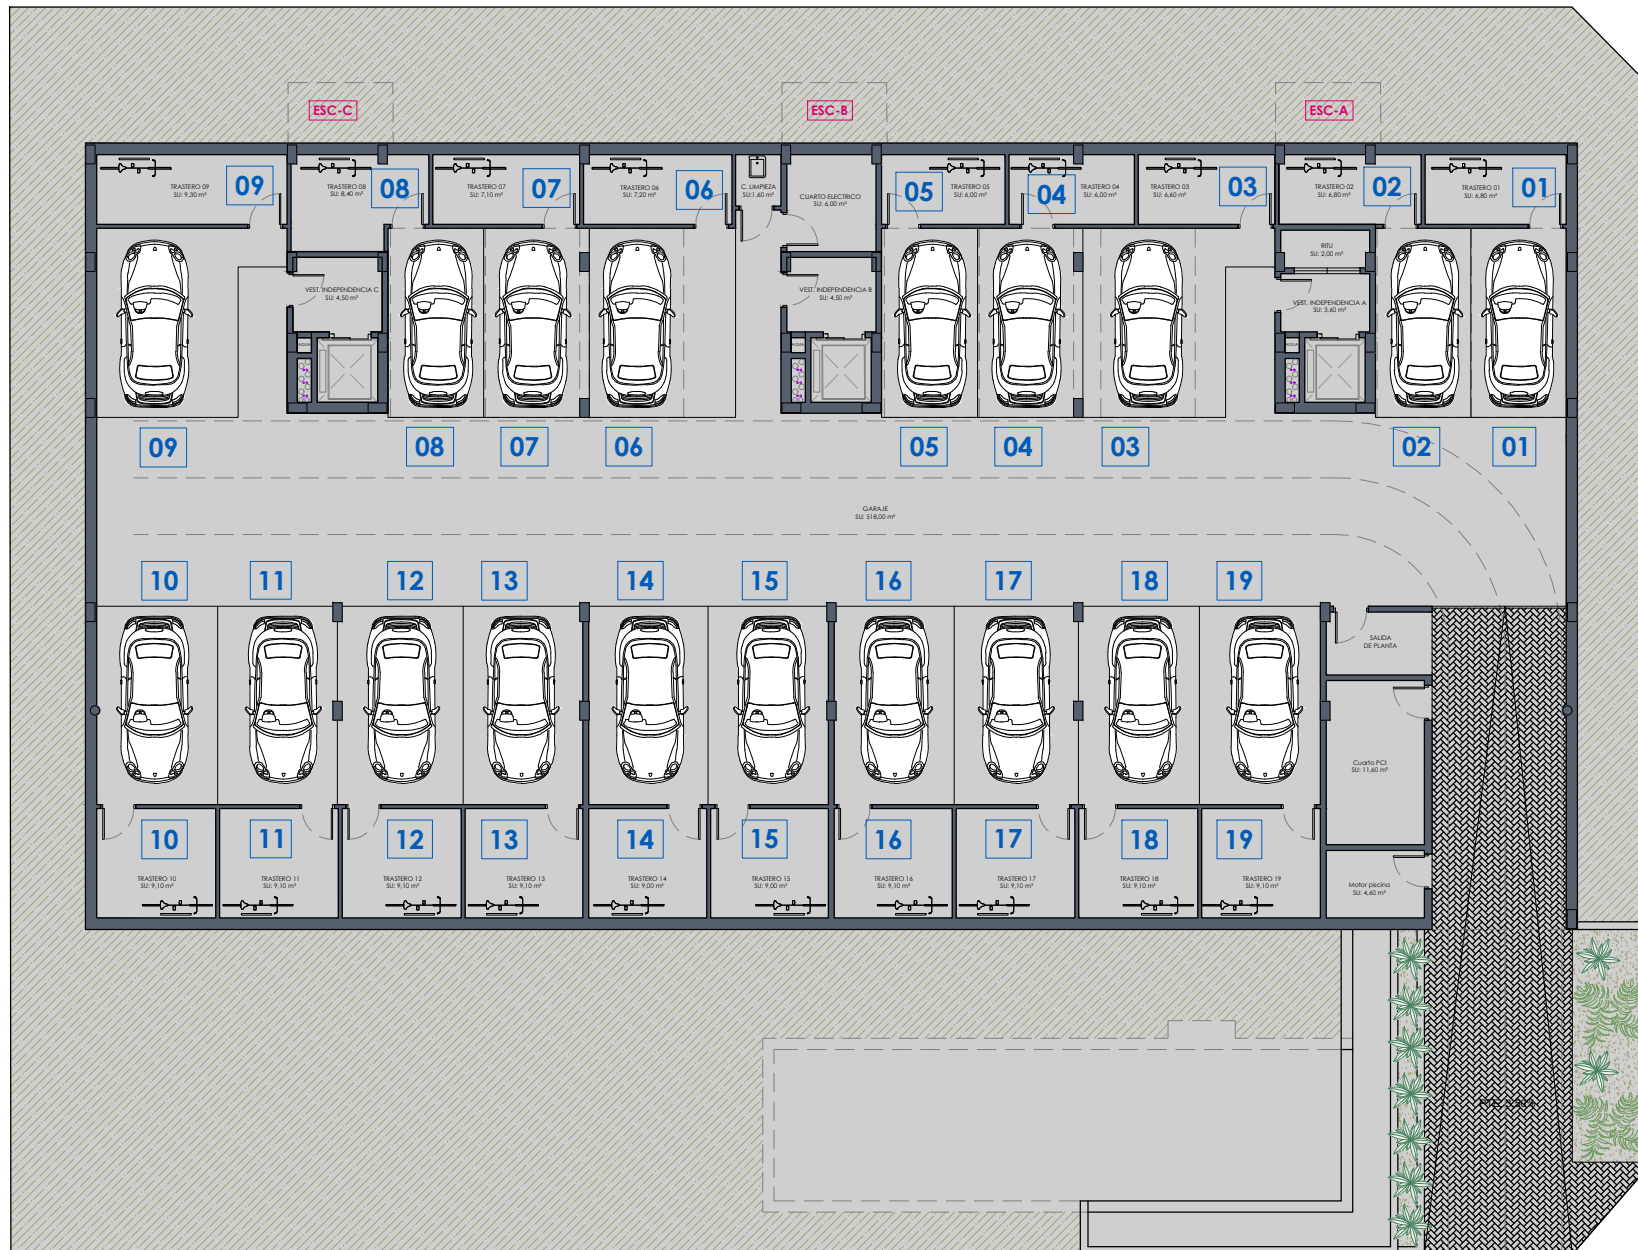 ESC-C
ESC-B
ESC-A
TRASTERO 09
SU: 9,30 m²
09
TRASTERO 08
SU: 8,40 m²
08
TRASTERO 07
SU: 7,10 m²
07
TRASTERO 06
SU: 7,20 m²
06
C. LIMPIEZA
SU:1,60 m²
CUARTO ELECTRICO
SU: 6,00 m²
05
TRASTERO 05
SU: 6,00 m²
04
TRASTERO 04
SU: 6,00 m²
TRASTERO 03
SU: 6,60 m²
03
TRASTERO 02
SU: 6,80 m²
02
TRASTERO 01
SU: 6,80 m²
01
RITU
SU: 2,00 m²
VEST. INDEPENDENCIA C
SU: 4,50 m²
VEST. INDEPENDENCIA B
SU: 4,50 m²
VEST. INDEPENDENCIA A
SU: 3,60 m²
AGUA
AGUA
AGUA
09
08
07
06
05
04
03
02
01
GARAJE
SU: 518,00 m²
10
11
12
13
14
15
16
17
18
19
SALIDA
DE PLANTA
Cuarto PCI
SU: 11,60 m²
10
11
12
13
14
15
16
17
18
19
TRASTERO 10
SU: 9,10 m²
TRASTERO 11
SU: 9,10 m²
TRASTERO 12
SU: 9,10 m²
TRASTERO 13
SU: 9,10 m²
TRASTERO 14
SU: 9,00 m²
TRASTERO 15
SU: 9,00 m²
TRASTERO 16
SU: 9,10 m²
TRASTERO 17
SU: 9,10 m²
TRASTERO 18
SU: 9,10 m²
TRASTERO 19
SU: 9,10 m²
Motor piscina
SU: 4,60 m²